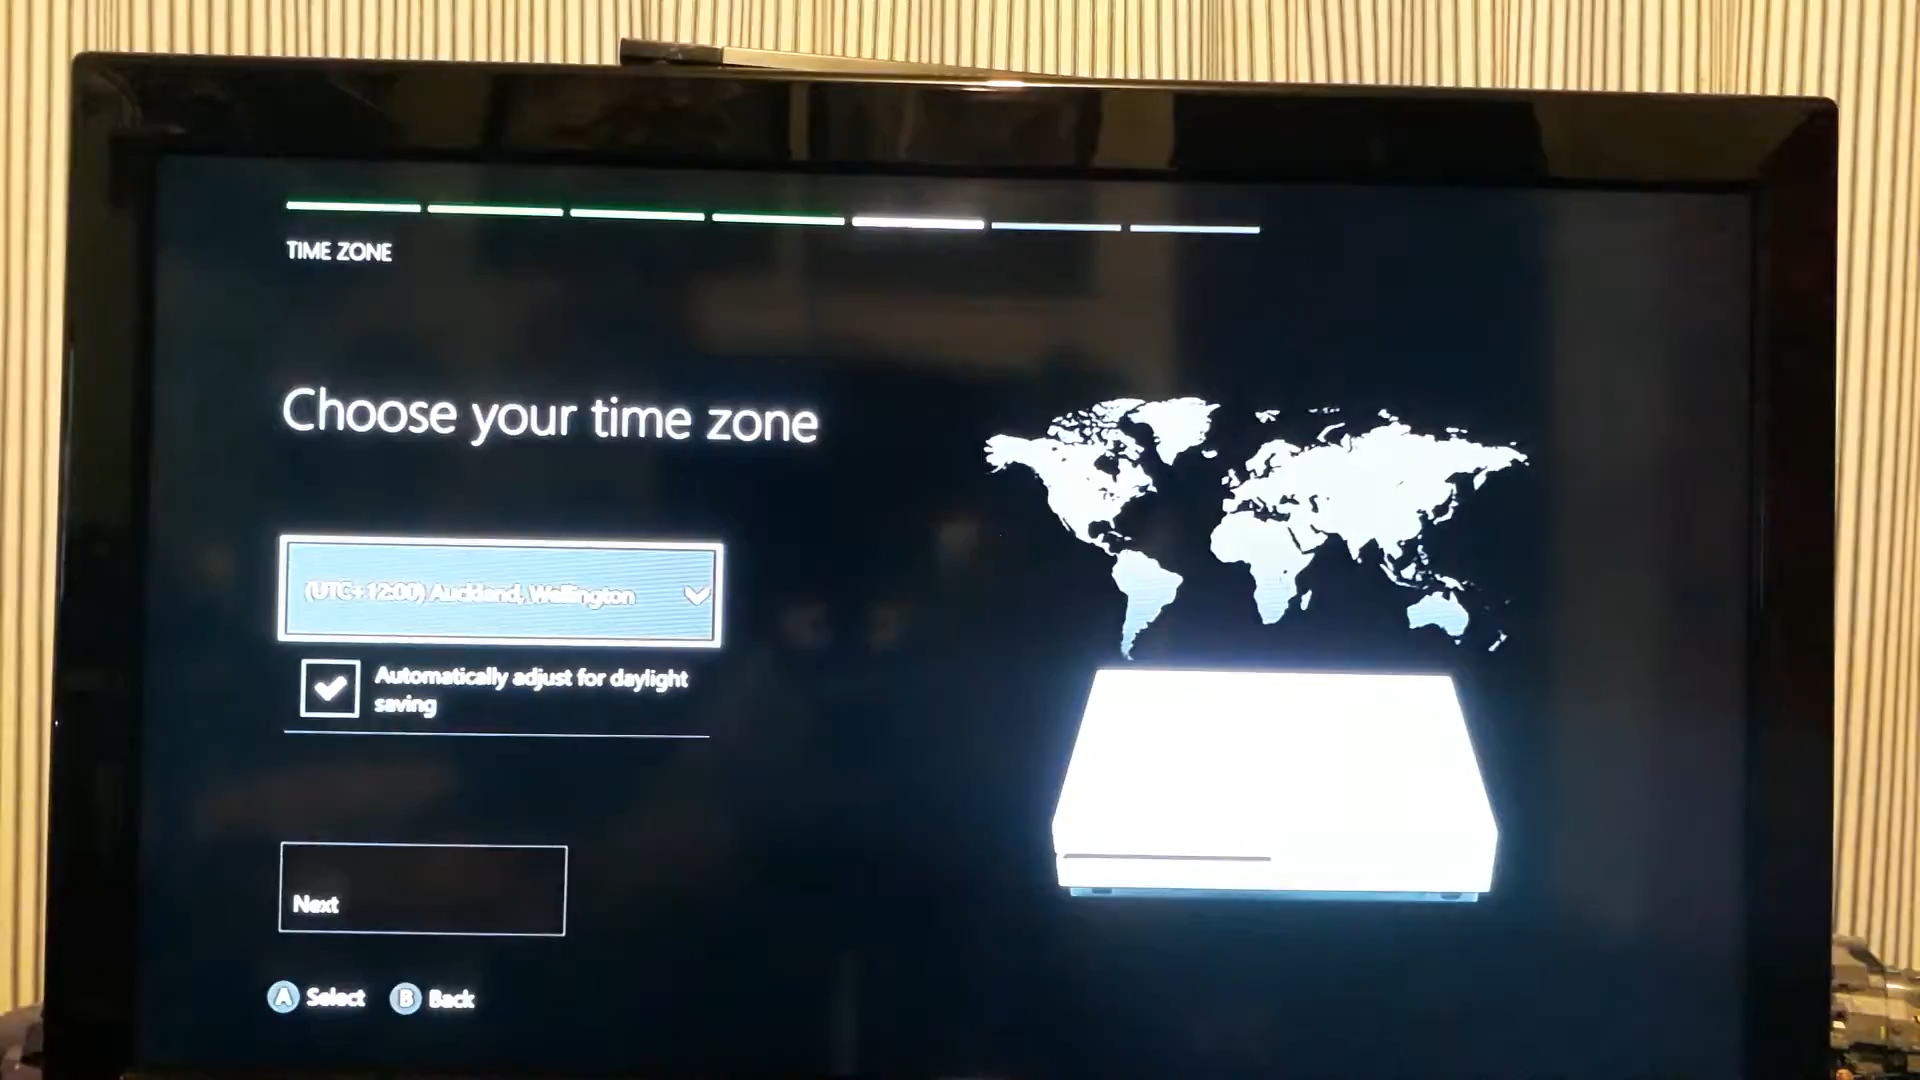 TIME ZONE
Choose your time zone
(UTC+12:00) Auckland, Wellington
Automatically adjust for daylight
saving
Next
A Select B Back